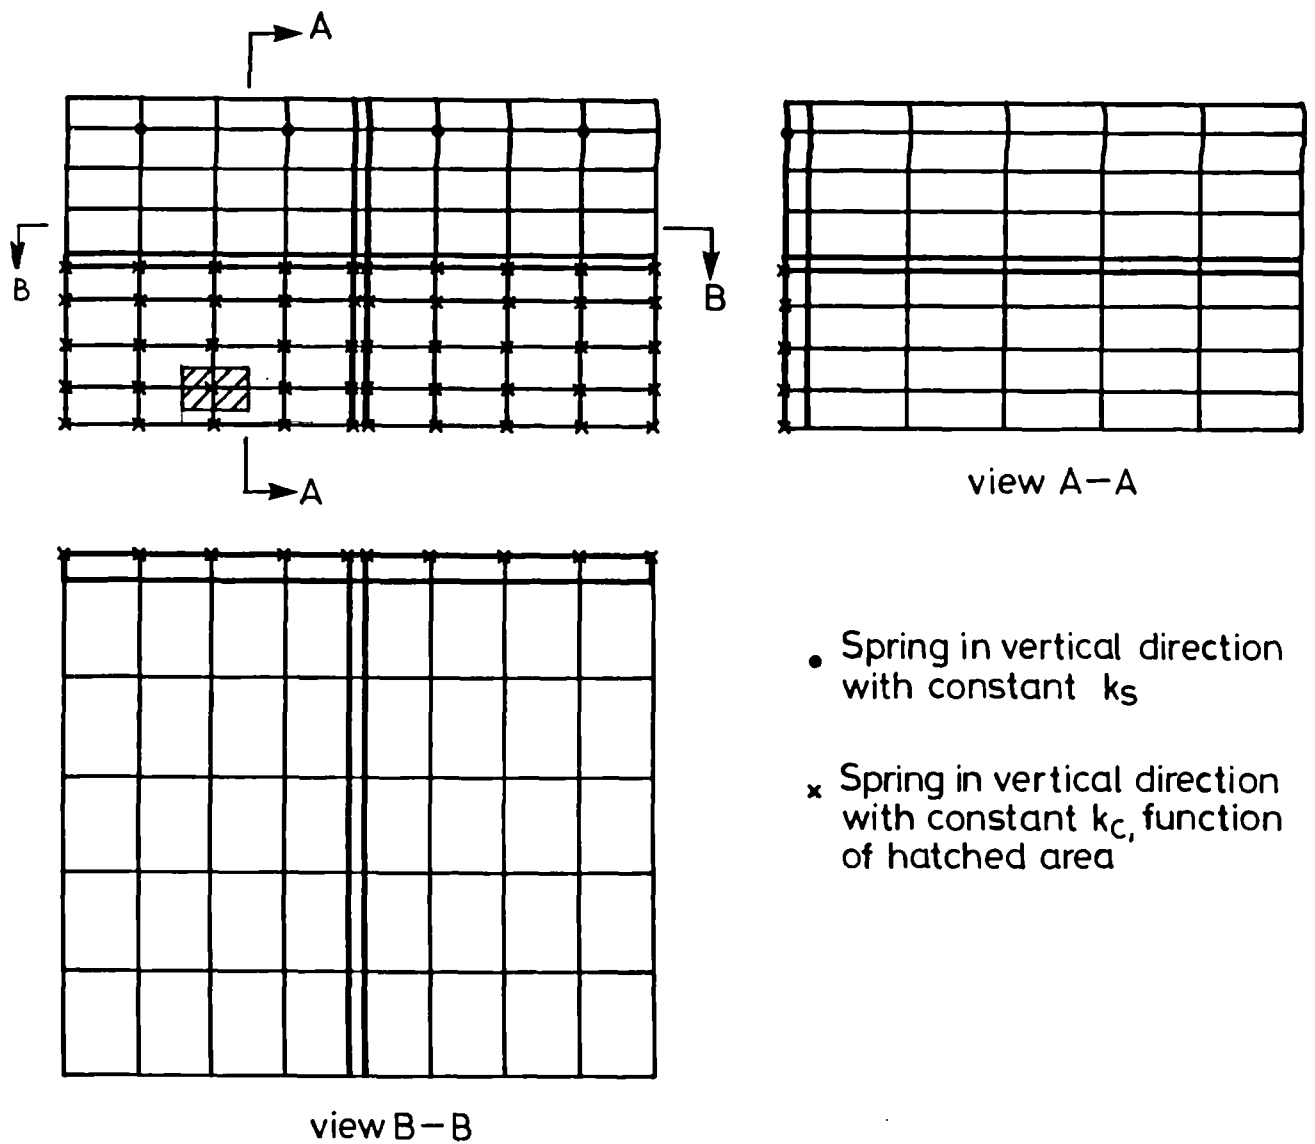 A
B
B
A
view A-A
view B-B
Spring in vertical direction
with constant ks
Spring in vertical direction
with constant kc, function
of hatched area